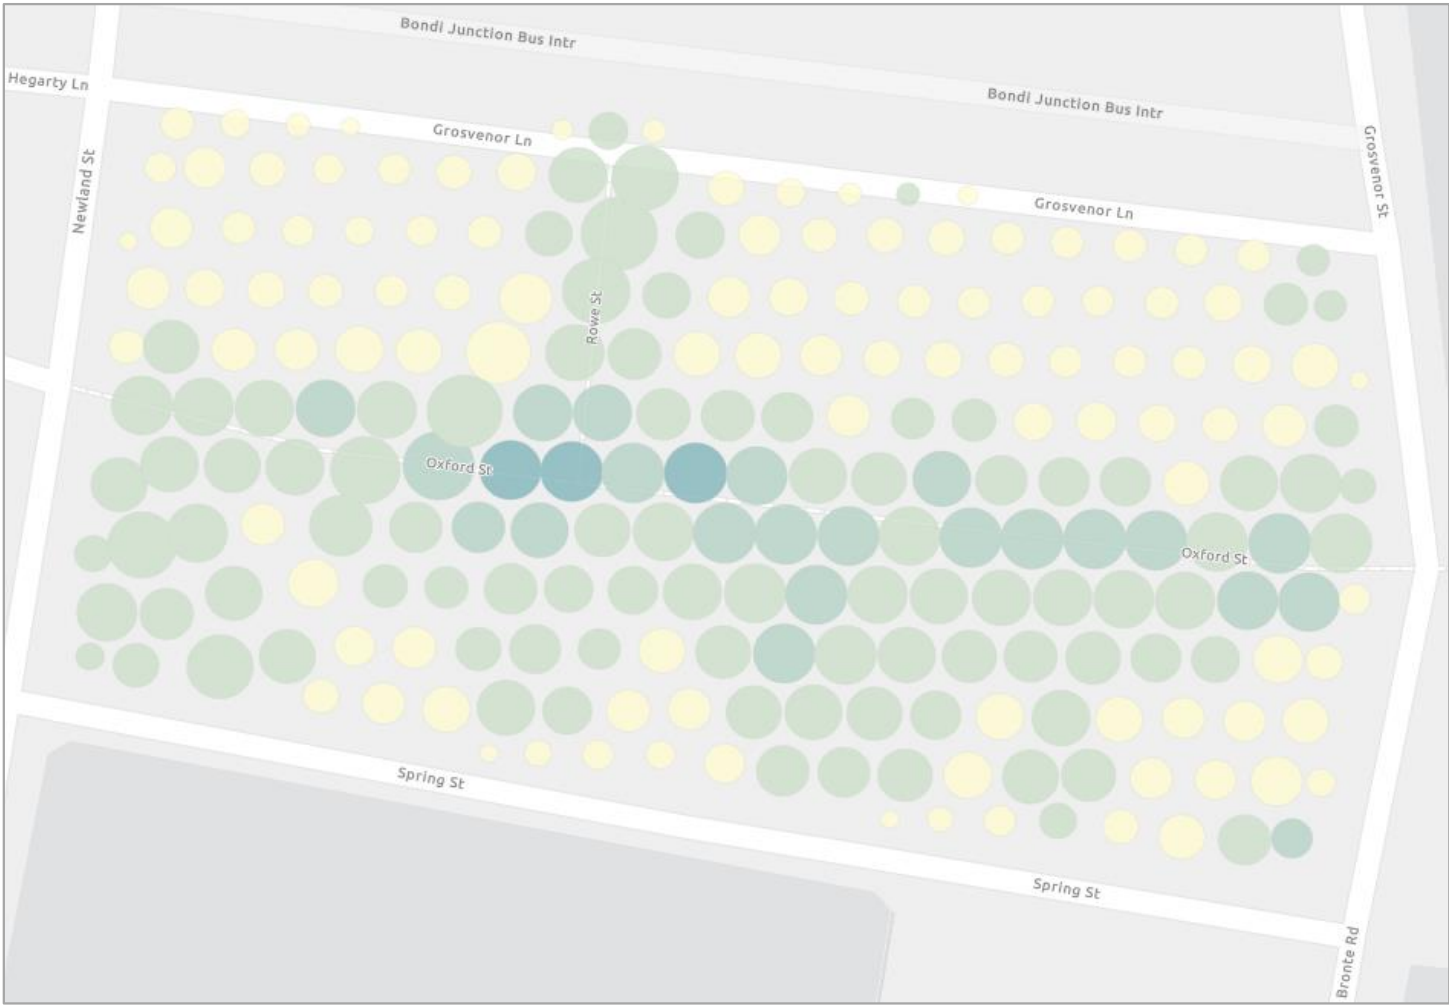 Bondi Junction Bus Intr
Hegarty Ln
Bondi Junction Bus Intr
Grosvenor Ln
Grosvenor St
Newland St
Grosvenor Ln
Rowe St
Oxford St
Oxford St
Spring St
Spring St
Bronte Rd